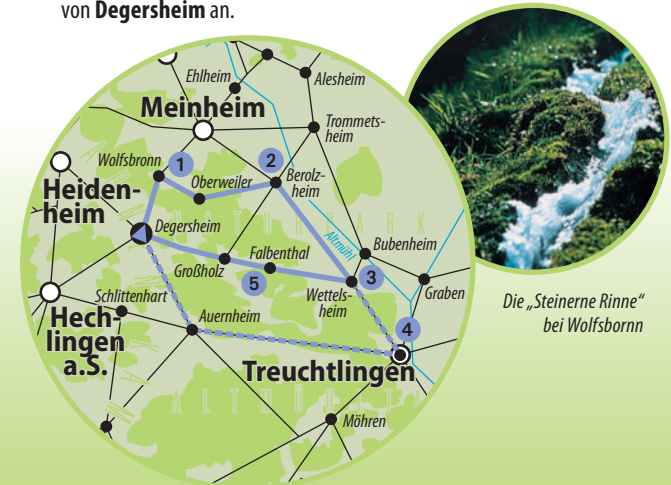 von Degersheim an.
Ehlheim
Alesheim
Meinheim
Trommets-
heim
Wolfsbronn
1
2
Oberweiler
Berolz-
heim
Heiden-
heim
Degersheim
Altmühl
Bubenheim
Falbenthal
Großholz
5
3
Wettels-
heim
Graben
Schlittenhart
Hech-
lingen
a.S.
Auernheim
4
Treuchtlingen
Möhren
Die „Steinerne Rinne"
bei Wolfsbornn